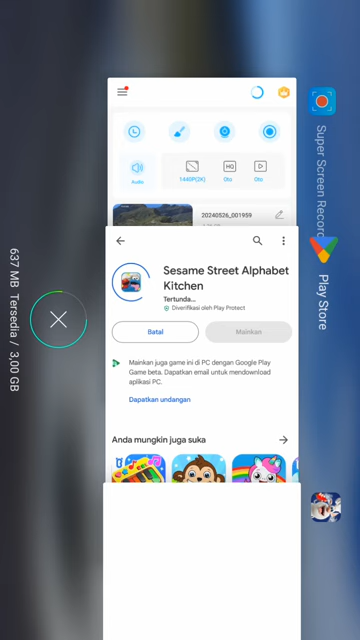 Audio
1440P(2K)
HQ
Oto
Oto
20240526_001959
Super Screen Record
Sesame Street Alphabet
Kitchen
Tertunda...
Diverifikasi oleh Play Protect
Batal
Mainkan
Mainkan juga game ini di PC dengan Google Play
Game beta. Dapatkan email untuk mendownload
aplikasi PC.
Dapatkan undangan
Anda mungkin juga suka
Play Store
637 MB Tersedia / 3,00 GB